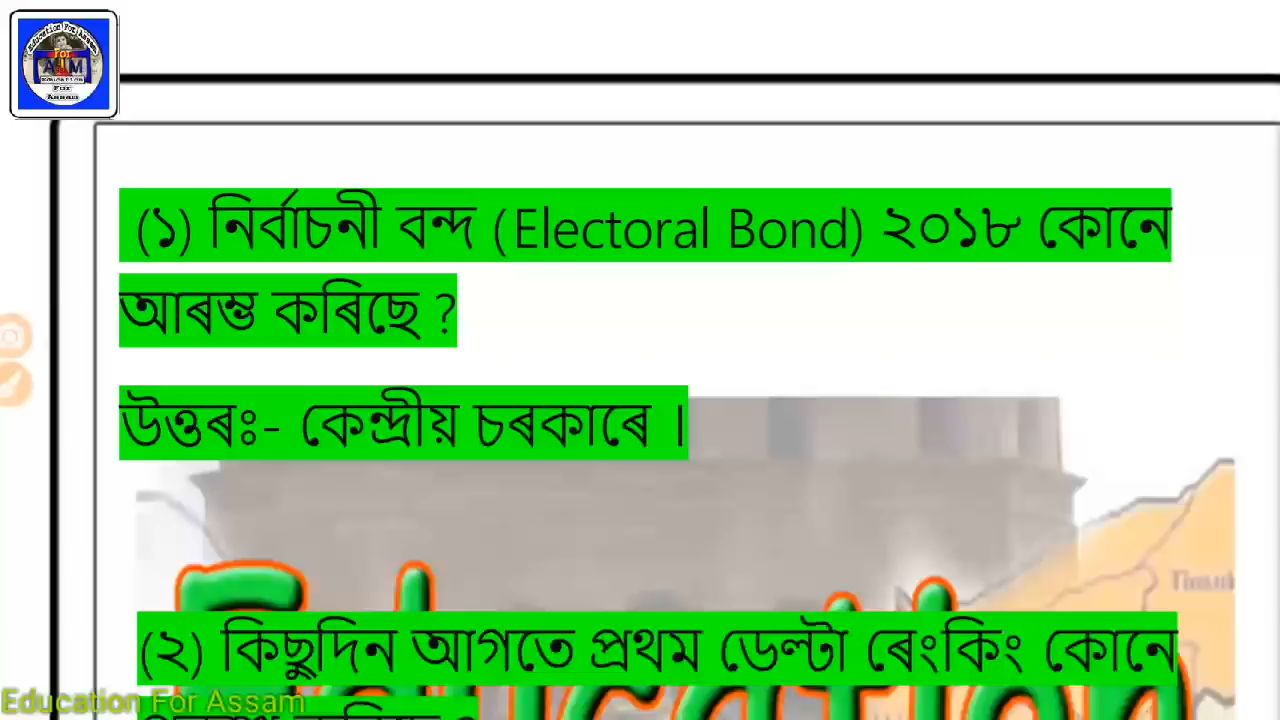 (১) নিৰ্বাচনী বন্দ (Electoral Bond) ২০১৮ কোনে
আৰম্ভ কৰিছে ?
উত্তৰঃ- কেন্দ্ৰীয় চৰকাৰে ।
(২) কিছুদিন আগতে প্ৰথম ডেল্টা ৰেংকিং কোনে
Education For Assam